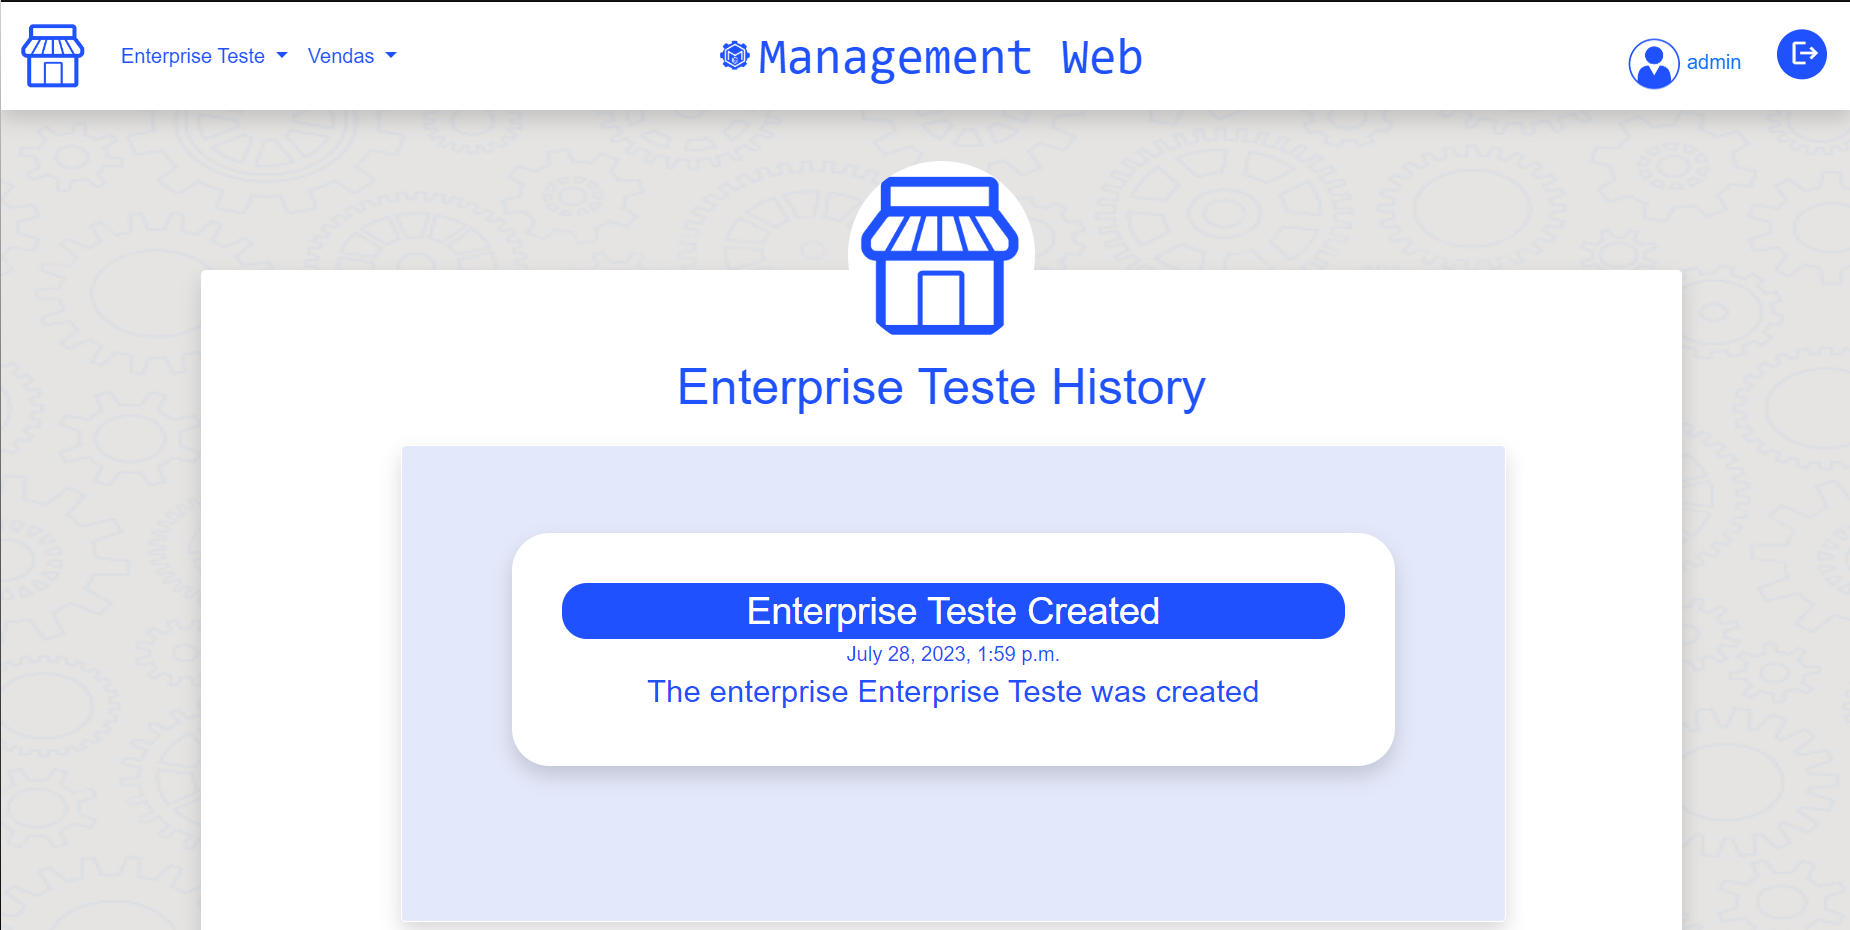 Enterprise Teste
Vendas
Management Web
admin
Enterprise Teste History
Enterprise Teste Created
July 28, 2023, 1:59 p.m.
The enterprise Enterprise Teste was created